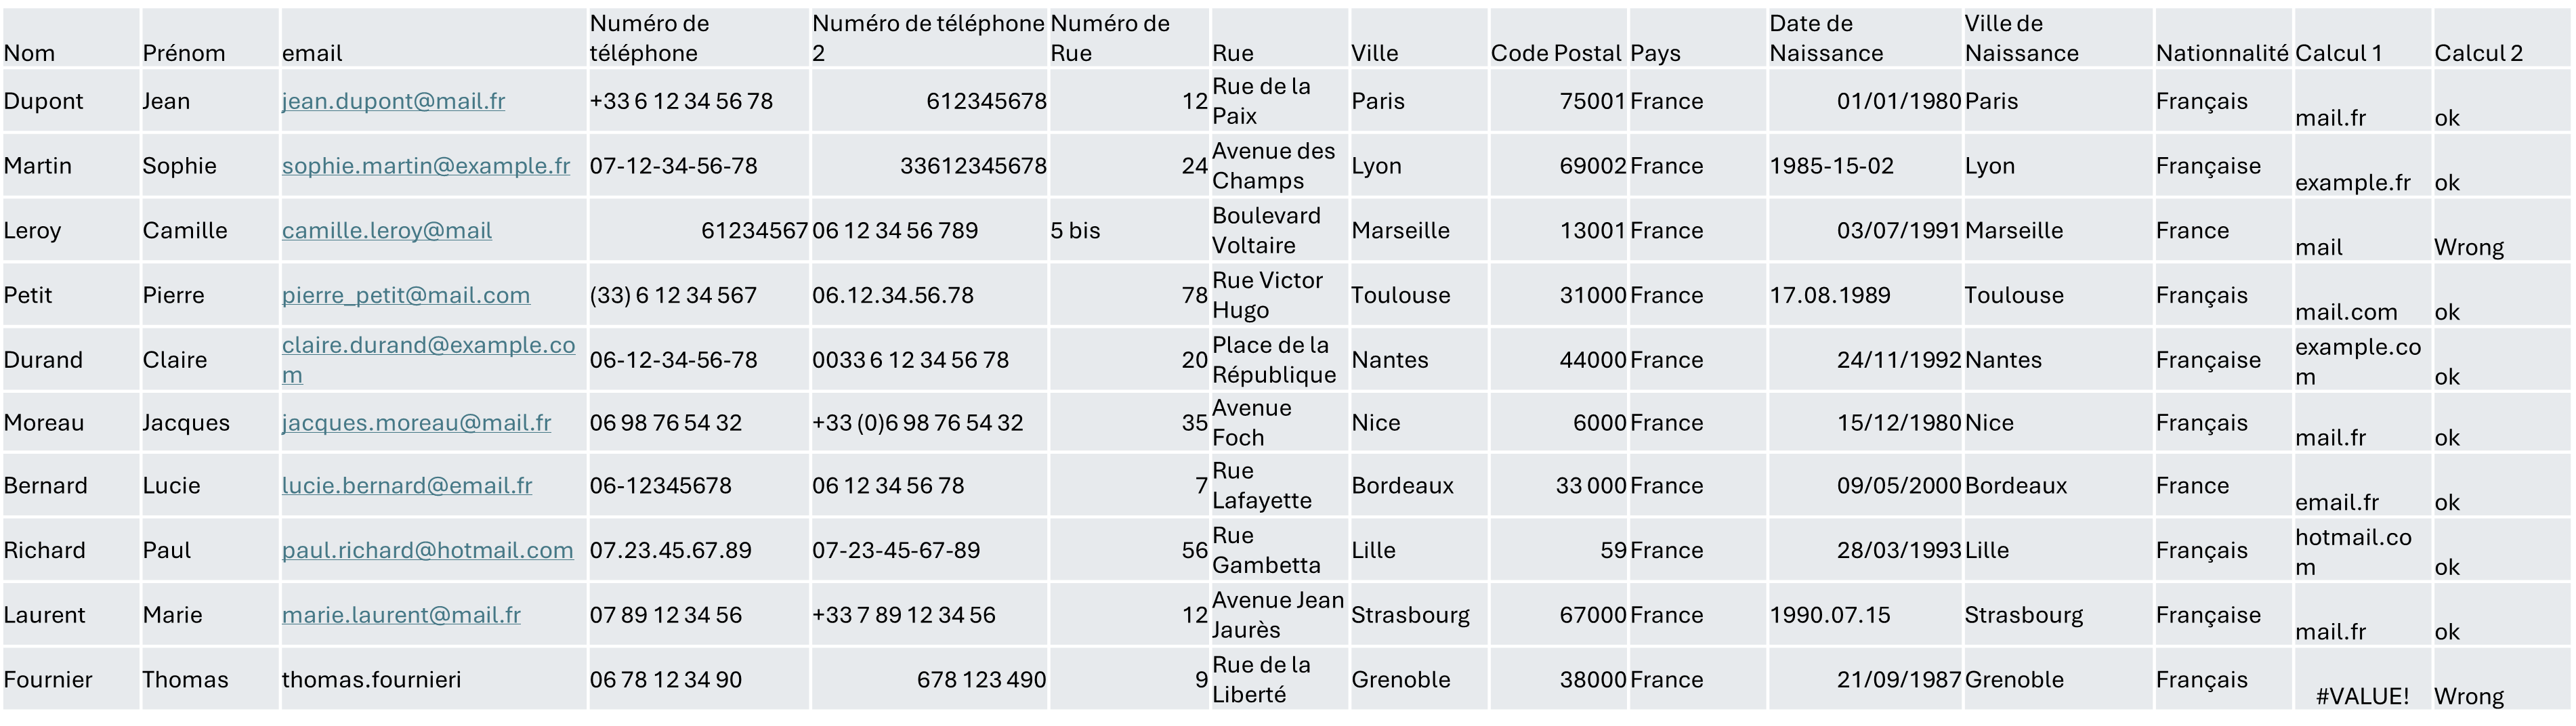 Nom Prénom email Numéro de téléphone Numéro de téléphone 2 Numéro de Rue Rue Ville Code Postal Pays Date de Naissance Ville de Naissance Nationnalité Calcul 1 Calcul 2
Dupont Jean jean.dupont@mail.fr +33 6 12 34 56 78 612345678 12 Rue de la Paix Paris 75001 France 01/01/1980 Paris Français mail.fr ok
Martin Sophie sophie.martin@example.fr 07-12-34-56-78 33612345678 24 Avenue des Champs Lyon 69002 France 1985-15-02 Lyon Française example.fr ok
Leroy Camille camille.leroy@mail 61234567 06 12 34 56 789 5 bis Boulevard Voltaire Marseille 13001 France 03/07/1991 Marseille France mail Wrong
Petit Pierre pierre_petit@mail.com (33) 6 12 34 567 06.12.34.56.78 78 Rue Victor Hugo Toulouse 31000 France 17.08.1989 Toulouse Français mail.com ok
Durand Claire claire.durand@example.com 06-12-34-56-78 0033 6 12 34 56 78 20 Place de la République Nantes 44000 France 24/11/1992 Nantes Française example.com ok
Moreau Jacques jacques.moreau@mail.fr 06 98 76 54 32 +33 (0)6 98 76 54 32 35 Avenue Foch Nice 6000 France 15/12/1980 Nice Français mail.fr ok
Bernard Lucie lucie.bernard@email.fr 06-12345678 06 12 34 56 78 7 Rue Lafayette Bordeaux 33 000 France 09/05/2000 Bordeaux France email.fr ok
Richard Paul paul.richard@hotmail.com 07.23.45.67.89 07-23-45-67-89 56 Rue Gambetta Lille 59 France 28/03/1993 Lille Français hotmail.com ok
Laurent Marie marie.laurent@mail.fr 07 89 12 34 56 +33 7 89 12 34 56 12 Avenue Jean Jaurès Strasbourg 67000 France 1990.07.15 Strasbourg Française mail.fr ok
Fournier Thomas thomas.fournieri 06 78 12 34 90 678 123 490 9 Rue de la Liberté Grenoble 38000 France 21/09/1987 Grenoble Français #VALUE! Wrong